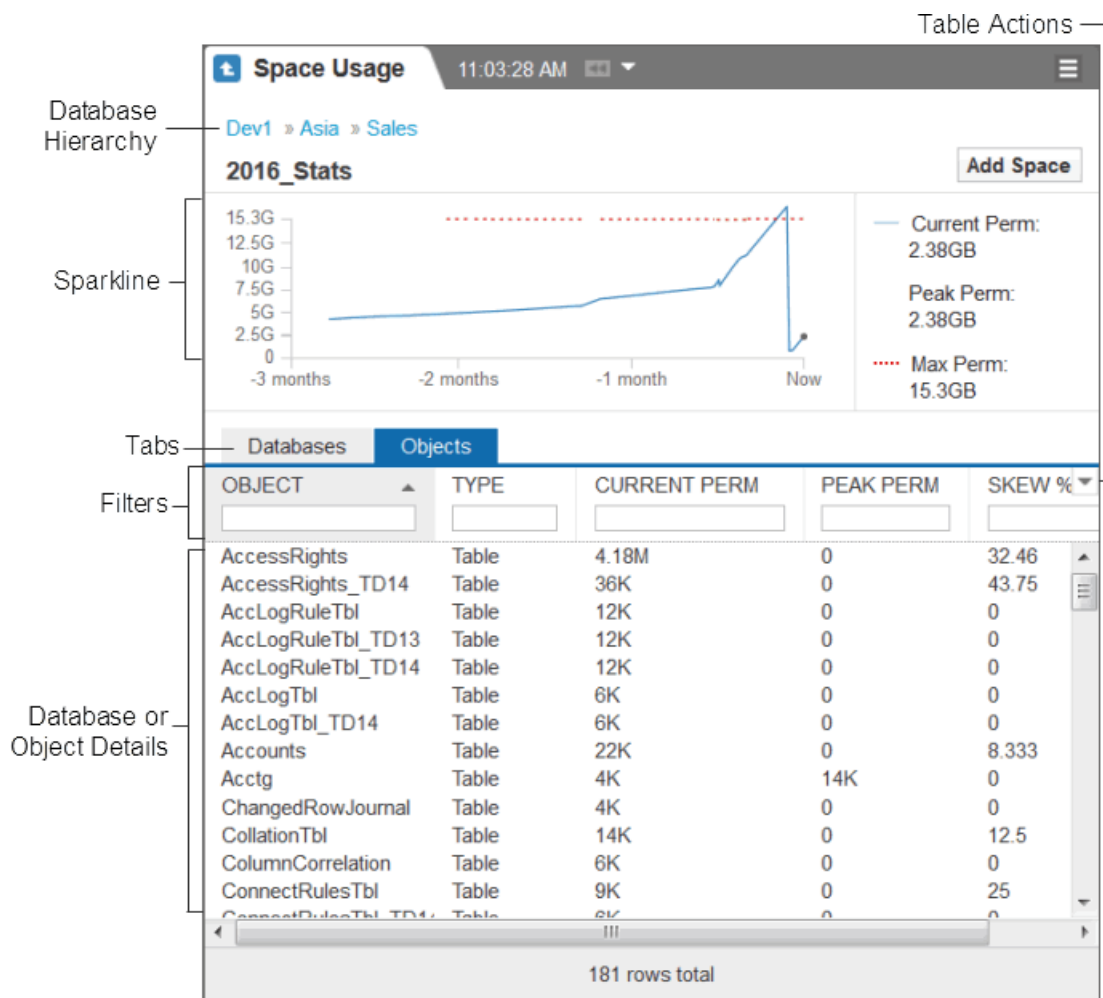 Table Actions
Space Usage 11:03:28 AM
Database
Hierarchy
Dev1 » Asia » Sales
2016_Stats
Add Space
Sparkline
15.3G
12.5G
10G
7.5G
5G
2.5G
0
-3 months -2 months -1 month Now
Current Perm:
2.38GB
Peak Perm:
2.38GB
Max Perm:
15.3GB
Tabs
Databases Objects
Filters
OBJECT TYPE CURRENT PERM PEAK PERM SKEW %
Database or
Object Details
AccessRights Table 4.18M 0 32.46
AccessRights_TD14 Table 36K 0 43.75
AccLogRuleTbl Table 12K 0 0
AccLogRuleTbl_TD13 Table 12K 0 0
AccLogRuleTbl_TD14 Table 12K 0 0
AccLogTbl Table 6K 0 0
AccLogTbl_TD14 Table 6K 0 0
Accounts Table 22K 0 8.333
Acctg Table 4K 14K 0
ChangedRowJournal Table 4K 0 0
CollationTbl Table 14K 0 12.5
ColumnCorrelation Table 6K 0 0
ConnectRulesTbl Table 9K 0 25
Table 6K 0 0
181 rows total